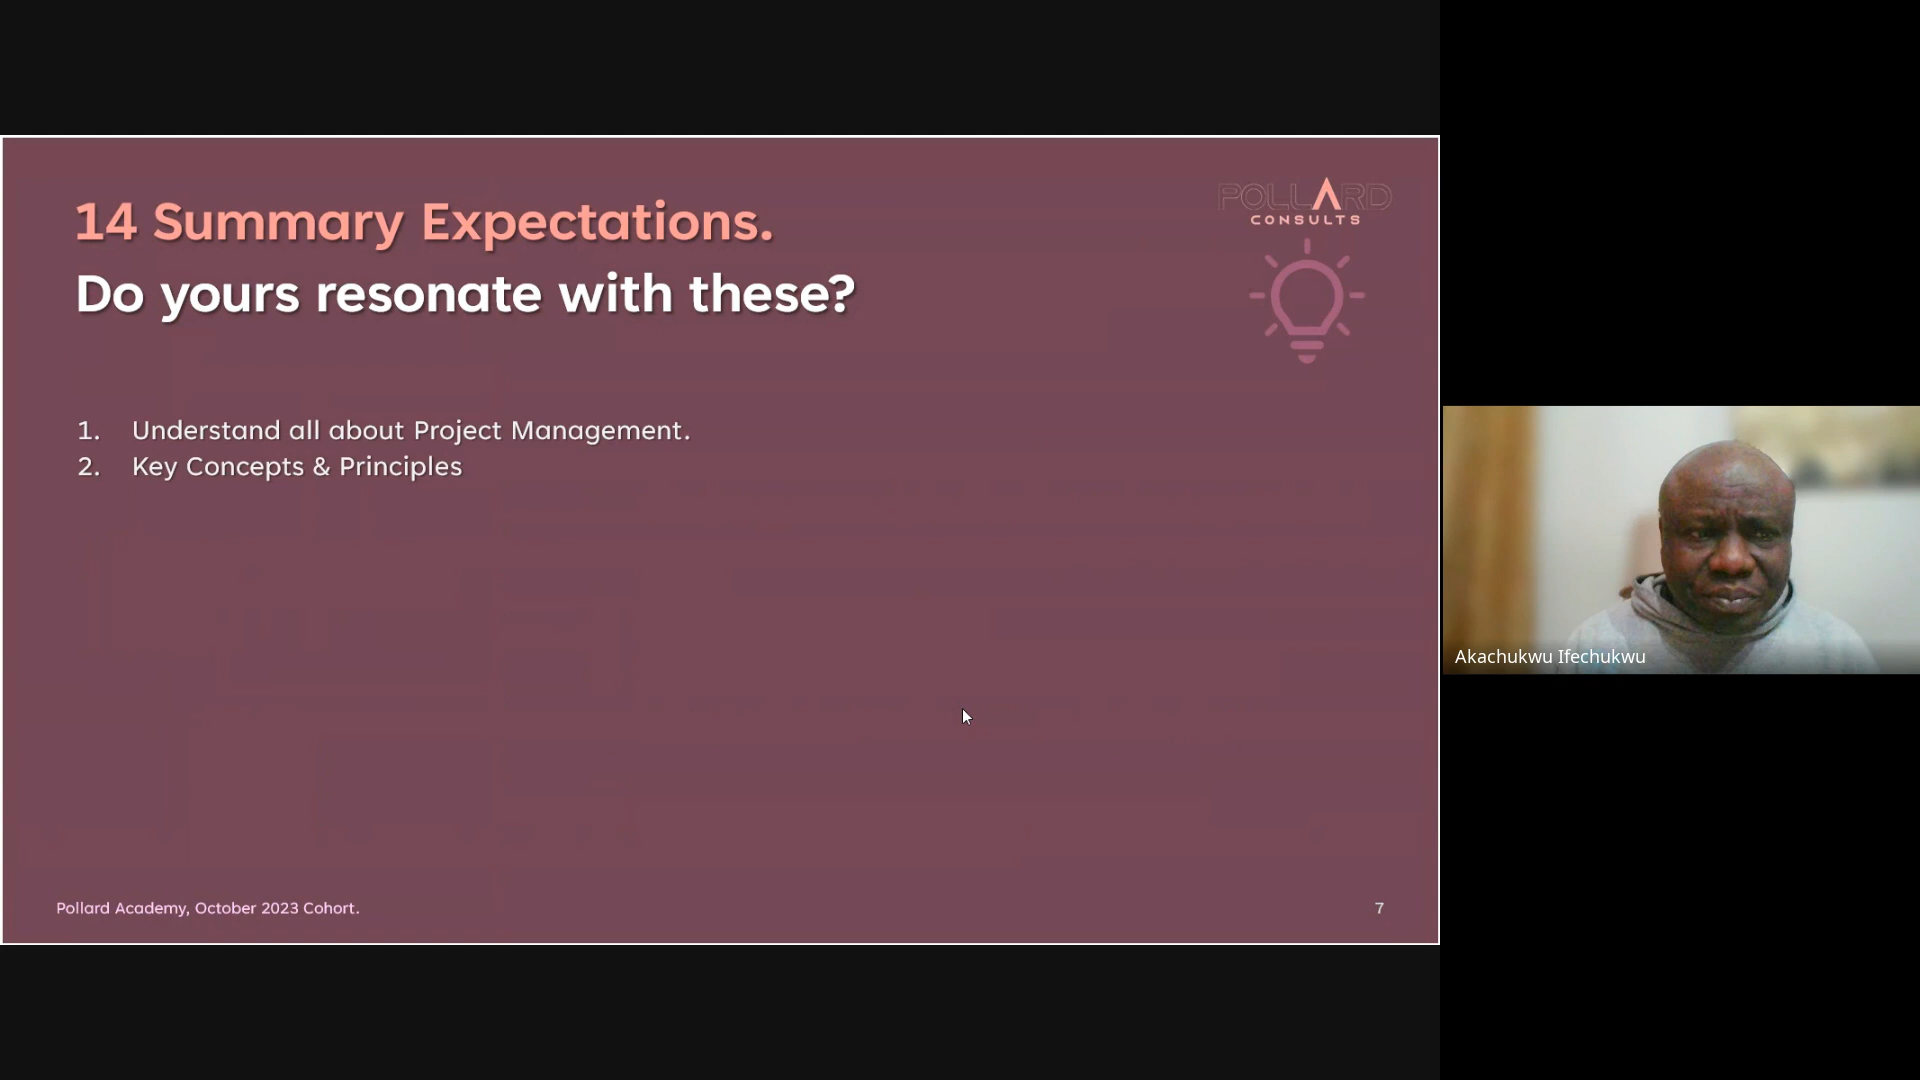 14 Summary Expectations.
Do yours resonate with these?
POLLARD
CONSULTS
1. Understand all about Project Management.
2. Key Concepts & Principles
Akachukwu Ifechukwu
Pollard Academy, October 2023 Cohort.
7